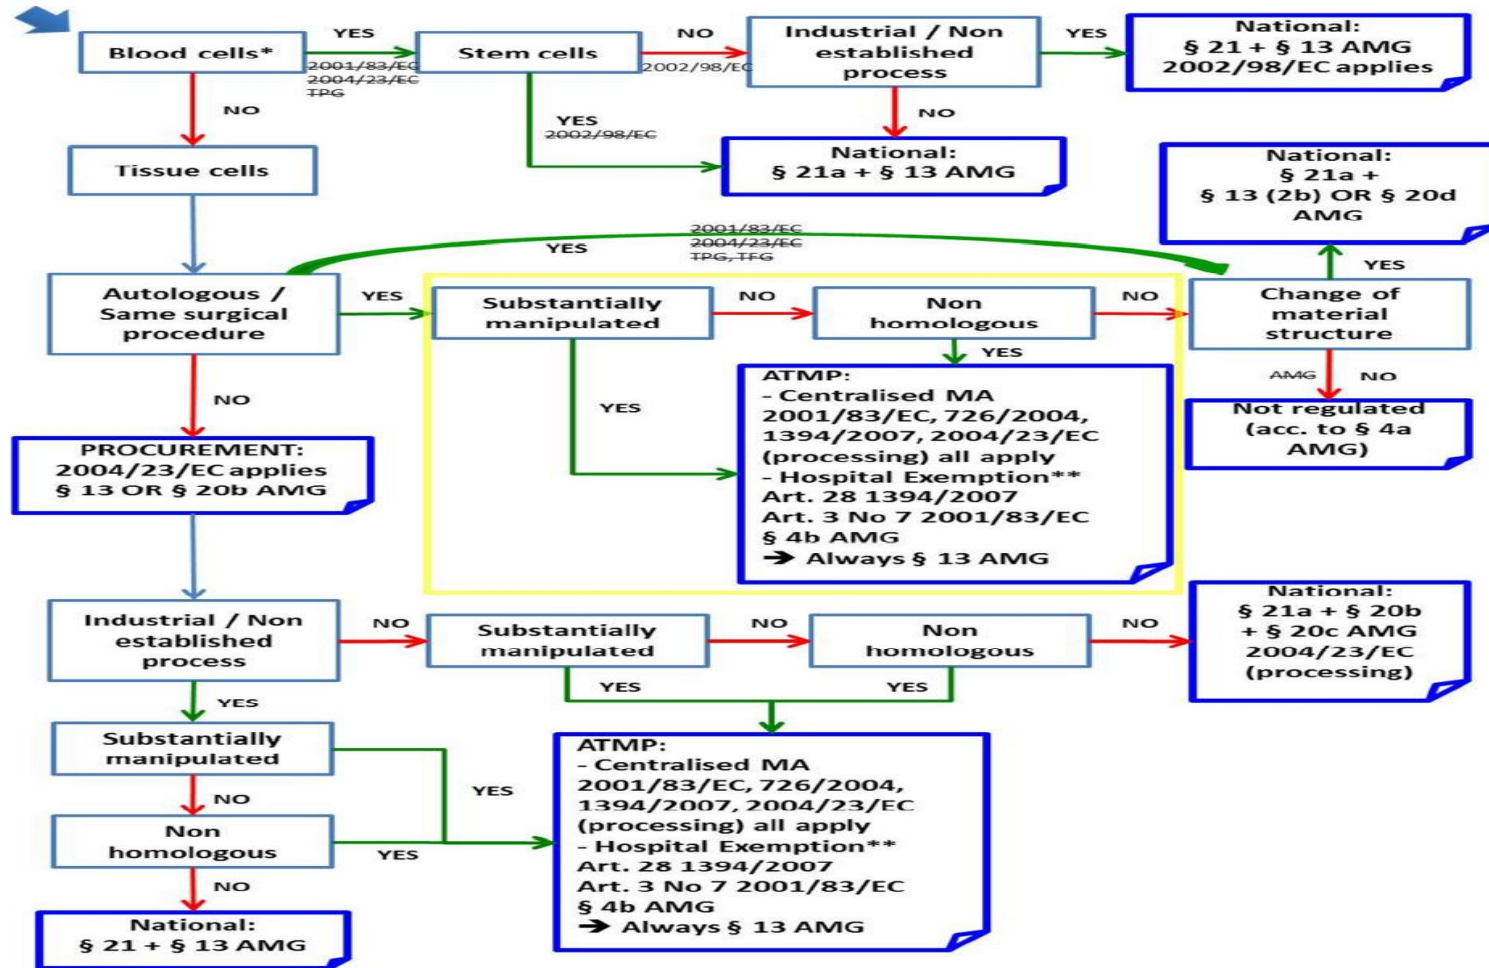 Blood cells*
YES
2001/83/EC
2004/23/EC
TPG
Stem cells
NO
2002/98/EC
Industrial / Non
established
process
YES
National:
§ 21 + § 13 AMG
2002/98/EC applies
NO
YES
2002/98/EC
NO
National:
§ 21a + § 13 AMG
Tissue cells
National:
§ 21a +
§ 13 (2b) OR § 20d
AMG
YES
2001/83/EC
2004/23/EC
TPG, TFG
YES
Autologous /
Same surgical
procedure
YES
Substantially
manipulated
NO
Non
homologous
NO
Change of
material
structure
YES
YES
NO
AMG
NO
ATMP:
- Centralised MA
2001/83/EC, 726/2004,
1394/2007, 2004/23/EC
(processing) all apply
- Hospital Exemption**
Art. 28 1394/2007
Art. 3 No 7 2001/83/EC
§ 4b AMG
➔ Always § 13 AMG
Not regulated
(acc. to § 4a
AMG)
PROCUREMENT:
2004/23/EC applies
§ 13 OR § 20b AMG
Industrial / Non
established
process
NO
Substantially
manipulated
NO
Non
homologous
NO
National:
§ 21a + § 20b
+ § 20c AMG
2004/23/EC
(processing)
YES
YES
YES
Substantially
manipulated
YES
NO
Non
homologous
YES
NO
ATMP:
- Centralised MA
2001/83/EC, 726/2004,
1394/2007, 2004/23/EC
(processing) all apply
- Hospital Exemption**
Art. 28 1394/2007
Art. 3 No 7 2001/83/EC
§ 4b AMG
➔ Always § 13 AMG
National:
§ 21 + § 13 AMG